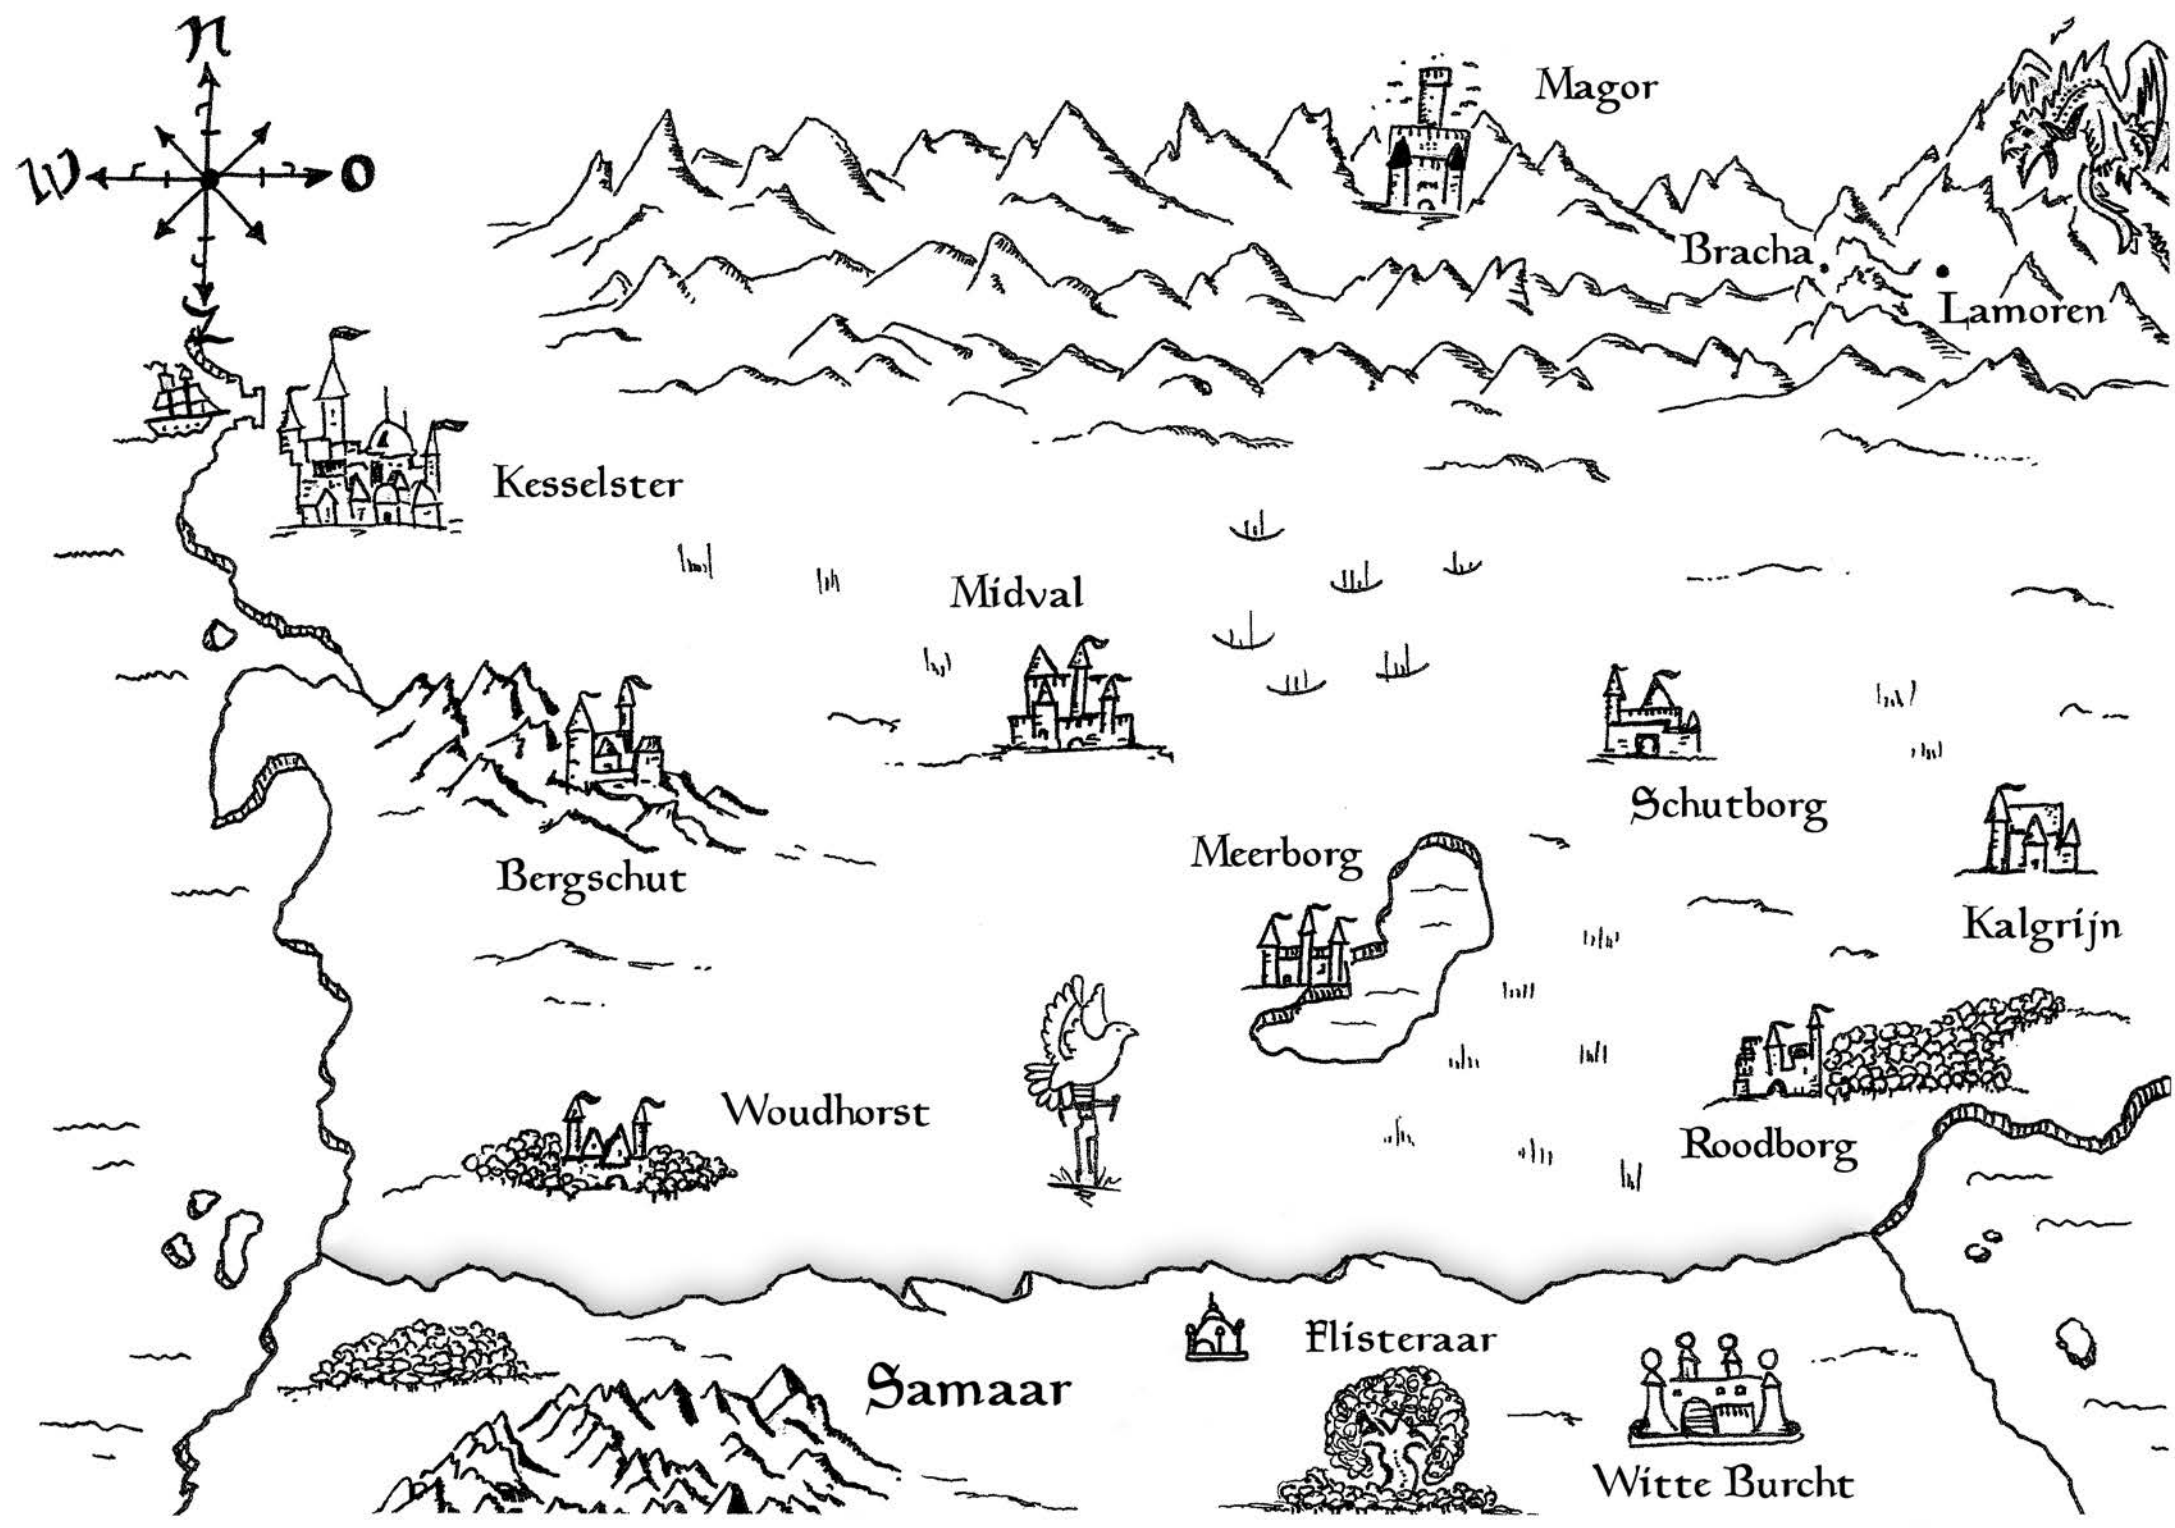 N
Magor
W
O
Bracha
Lamoren
Z
Kesselster
Midval
Schutborg
Meerborg
Bergschut
Kalgrijn
Woudhorst
Roodborg
Flisteraar
Samaar
Witte Burcht